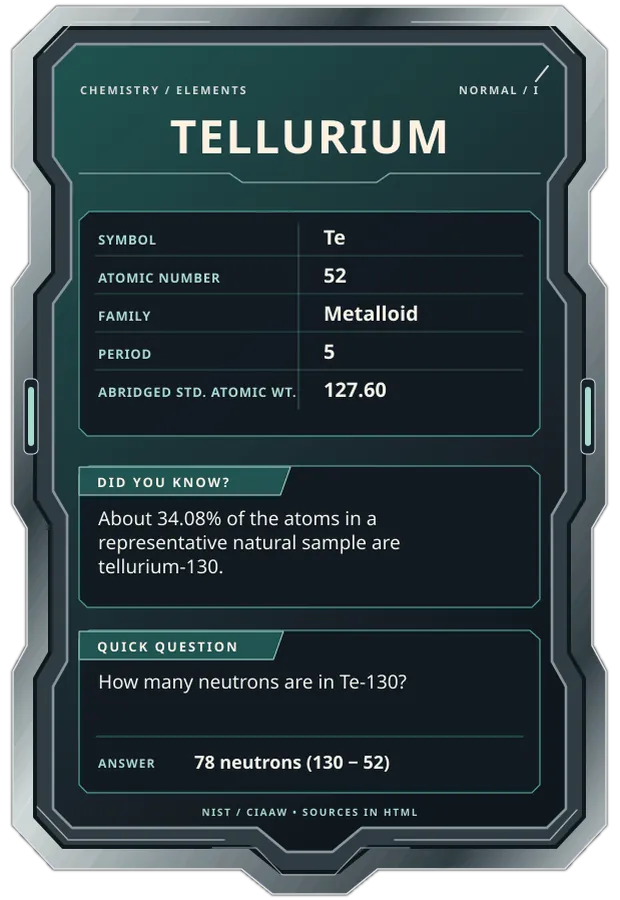 CHEMISTRY / ELEMENTS
NORMAL / I
TELLURIUM
SYMBOL Te
ATOMIC NUMBER 52
FAMILY Metalloid
PERIOD 5
ABRIDGED STD. ATOMIC WT. 127.60
DID YOU KNOW?
About 34.08% of the atoms in a
representative natural sample are
tellurium-130.
QUICK QUESTION
How many neutrons are in Te-130?
ANSWER 78 neutrons (130 − 52)
NIST / CIAAW • SOURCES IN HTML